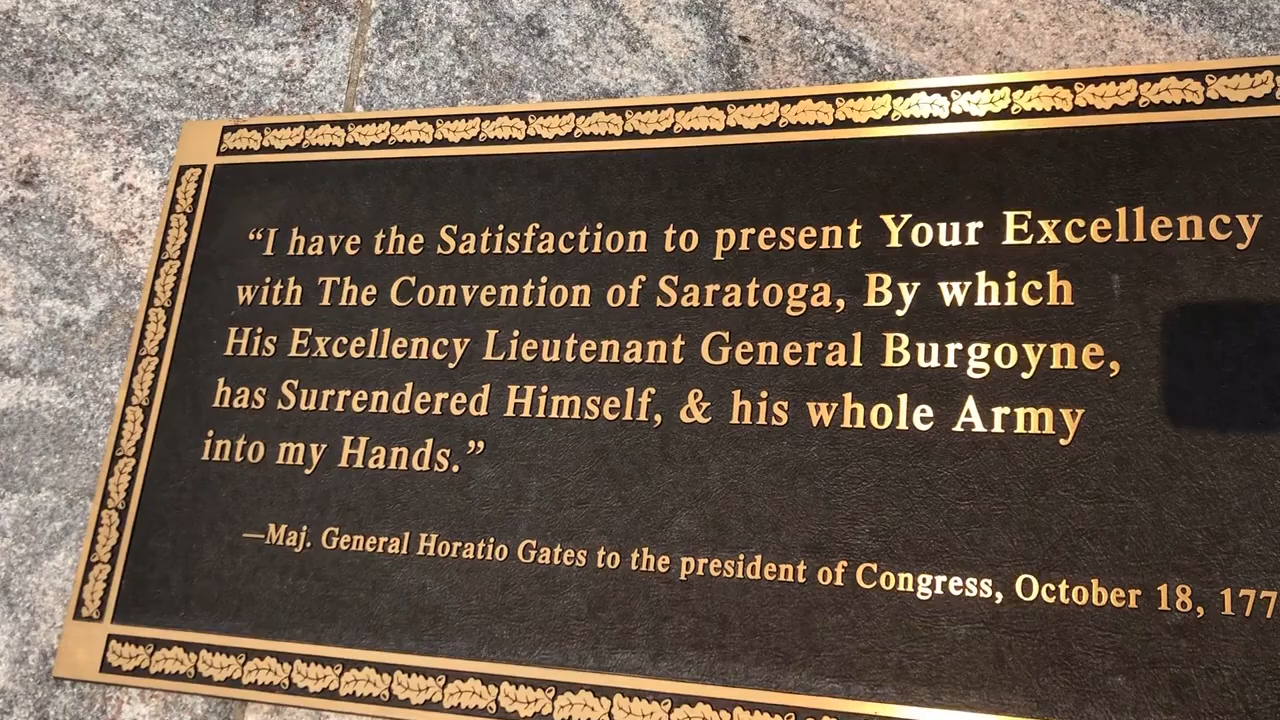 “I have the Satisfaction to present Your Excellency
with The Convention of Saratoga, By which
His Excellency Lieutenant General Burgoyne,
has Surrendered Himself, & his whole Army
into my Hands.”
—Maj. General Horatio Gates to the president of Congress, October 18, 177